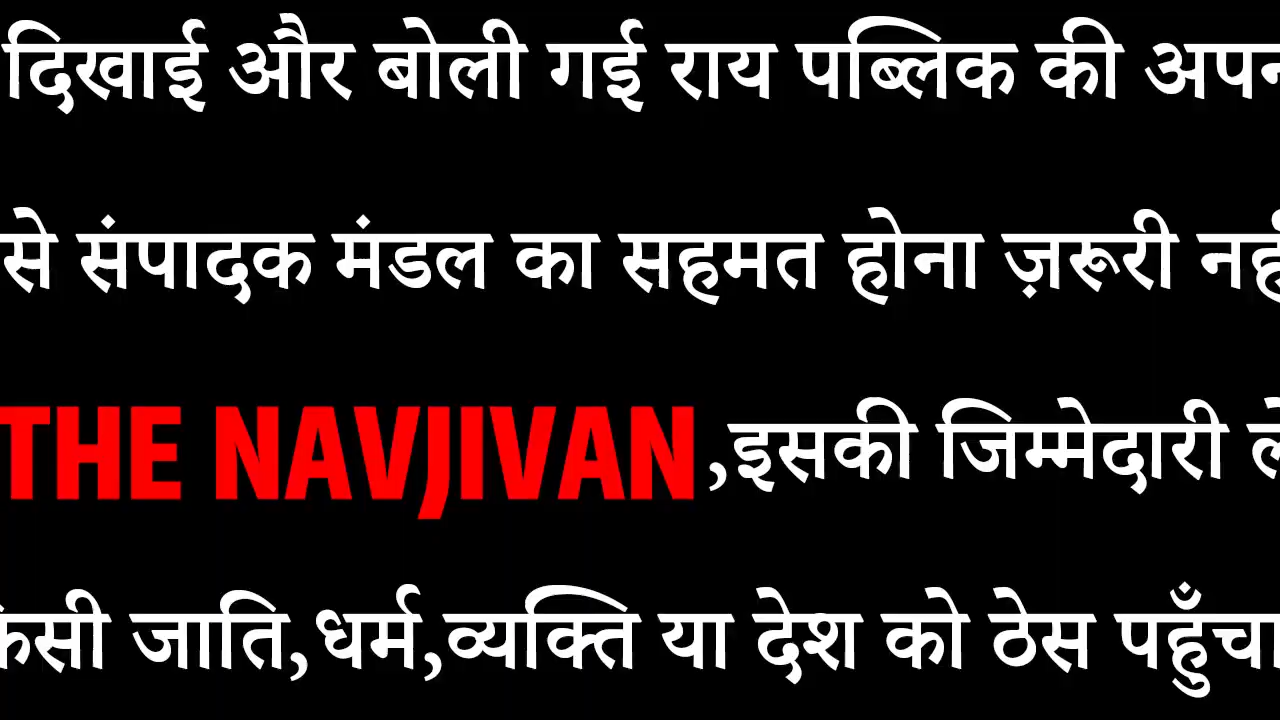 दिखाई और बोली गई राय पब्लिक की अपन
से संपादक मंडल का सहमत होना ज़रूरी नहीं
THE NAVJIVAN ,इसकी जिम्मेदारी ले
किसी जाति,धर्म,व्यक्ति या देश को ठेस पहुँचा